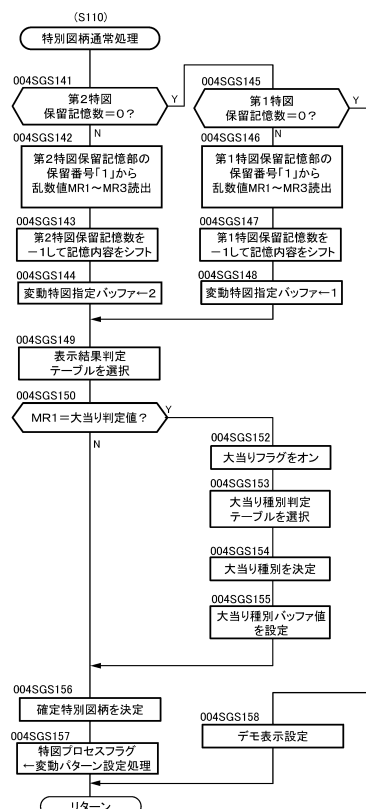 (S110)
特別図柄通常処理
004SGS141
第2特図
保留記憶数=0?
Y
N
004SGS145
第1特図
保留記憶数=0?
Y
N
004SGS142
第2特図保留記憶部の
保留番号「1」から
乱数値MR1～MR3読出
004SGS146
第1特図保留記憶部の
保留番号「1」から
乱数値MR1～MR3読出
004SGS143
第2特図保留記憶数を
-1して記憶内容をシフト
004SGS147
第1特図保留記憶数を
-1して記憶内容をシフト
004SGS144
変動特図指定バッファ←2
004SGS148
変動特図指定バッファ←1
004SGS149
表示結果判定
テーブルを選択
004SGS150
MR1=大当り判定値?
Y
N
004SGS152
大当りフラグをオン
004SGS153
大当り種別判定
テーブルを選択
004SGS154
大当り種別を決定
004SGS155
大当り種別バッファ値
を設定
004SGS156
確定特別図柄を決定
004SGS157
特図プロセスフラグ
←変動パターン設定処理
004SGS158
デモ表示設定
リターン